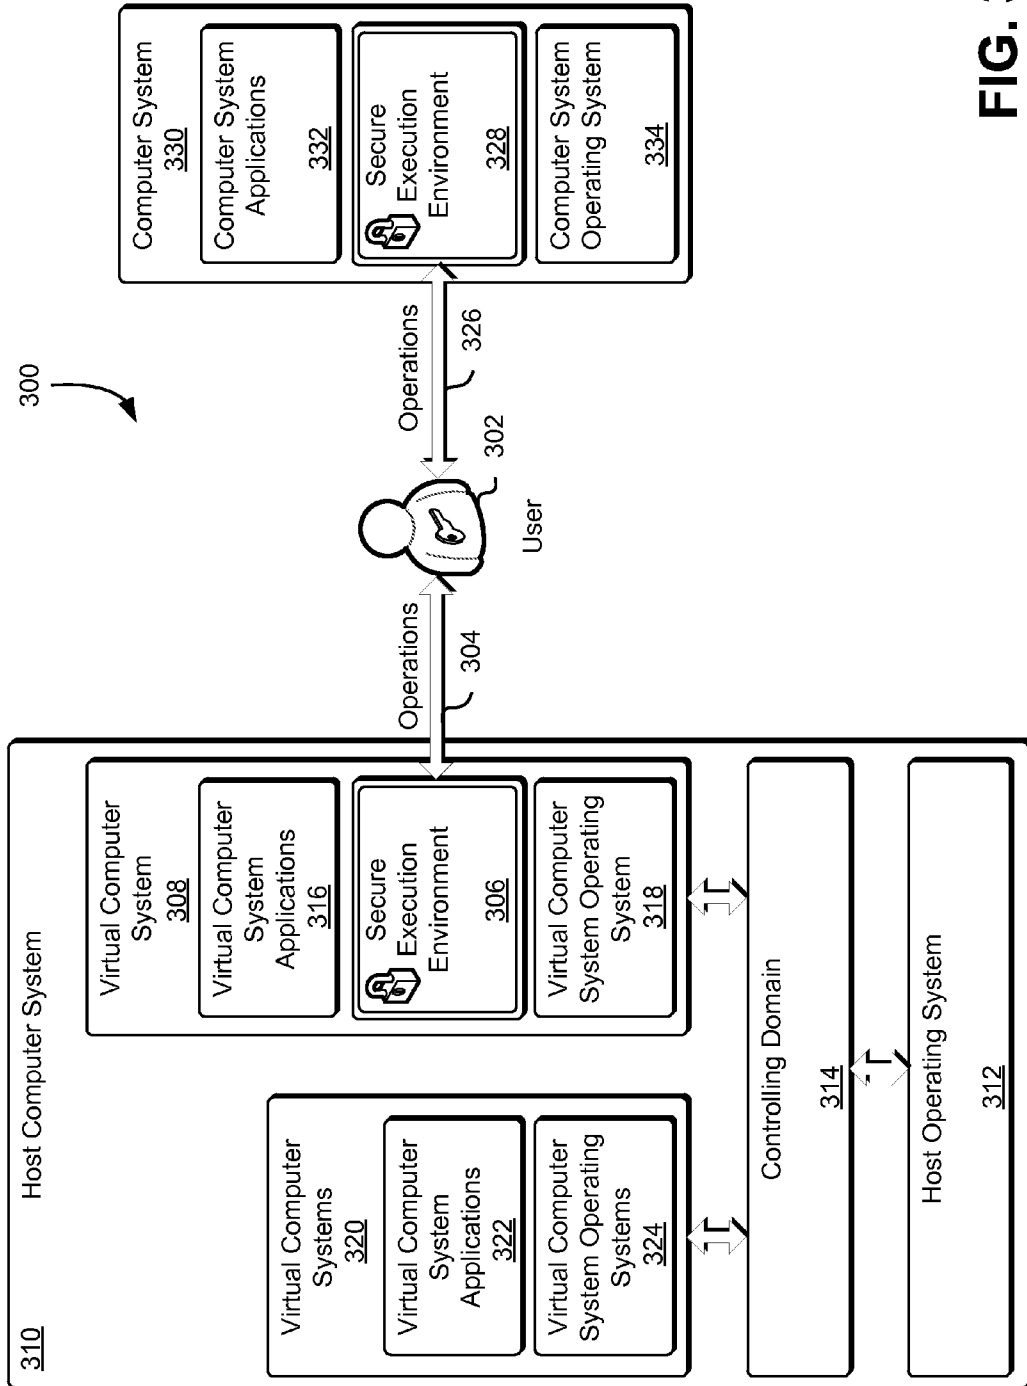 300
310
Host Computer System
Virtual Computer
Systems
320
Virtual Computer
System
Applications
322
Virtual Computer
System Operating
Systems
324
Virtual Computer
System
308
Virtual Computer
System
Applications
316
Secure
Execution
Environment
306
Virtual Computer
System Operating
System
318
Controlling Domain
314
Host Operating System
312
Operations
304
User
302
Operations
326
Computer System
330
Computer System
Applications
332
Secure
Execution
Environment
328
Computer System
Operating System
334
FIG.